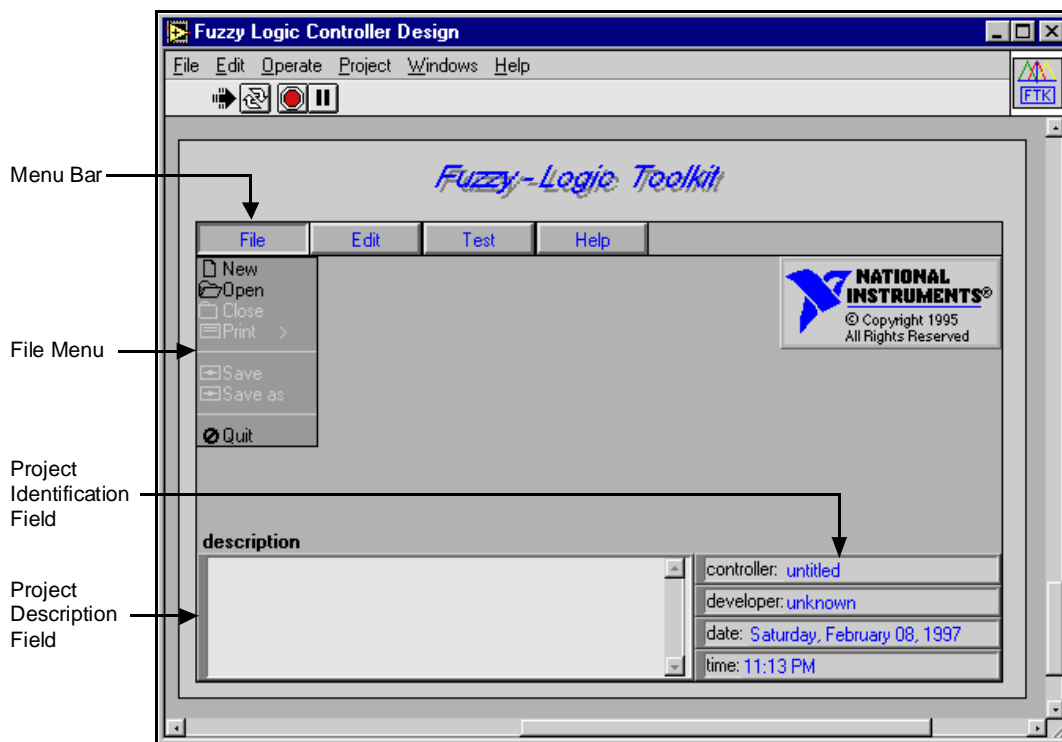 Fuzzy Logic Controller Design
File Edit Operate Project Windows Help
FTK
Menu Bar
Fuzzy-Logic Toolkit
File Edit Test Help
New
Open
Close
Print >
Save
Save as
Quit
NATIONAL
INSTRUMENTS®
© Copyright 1995
All Rights Reserved
File Menu
Project
Identification
Field
description
Project
Description
Field
controller: untitled
developer: unknown
date: Saturday, February 08, 1997
time: 11:13 PM